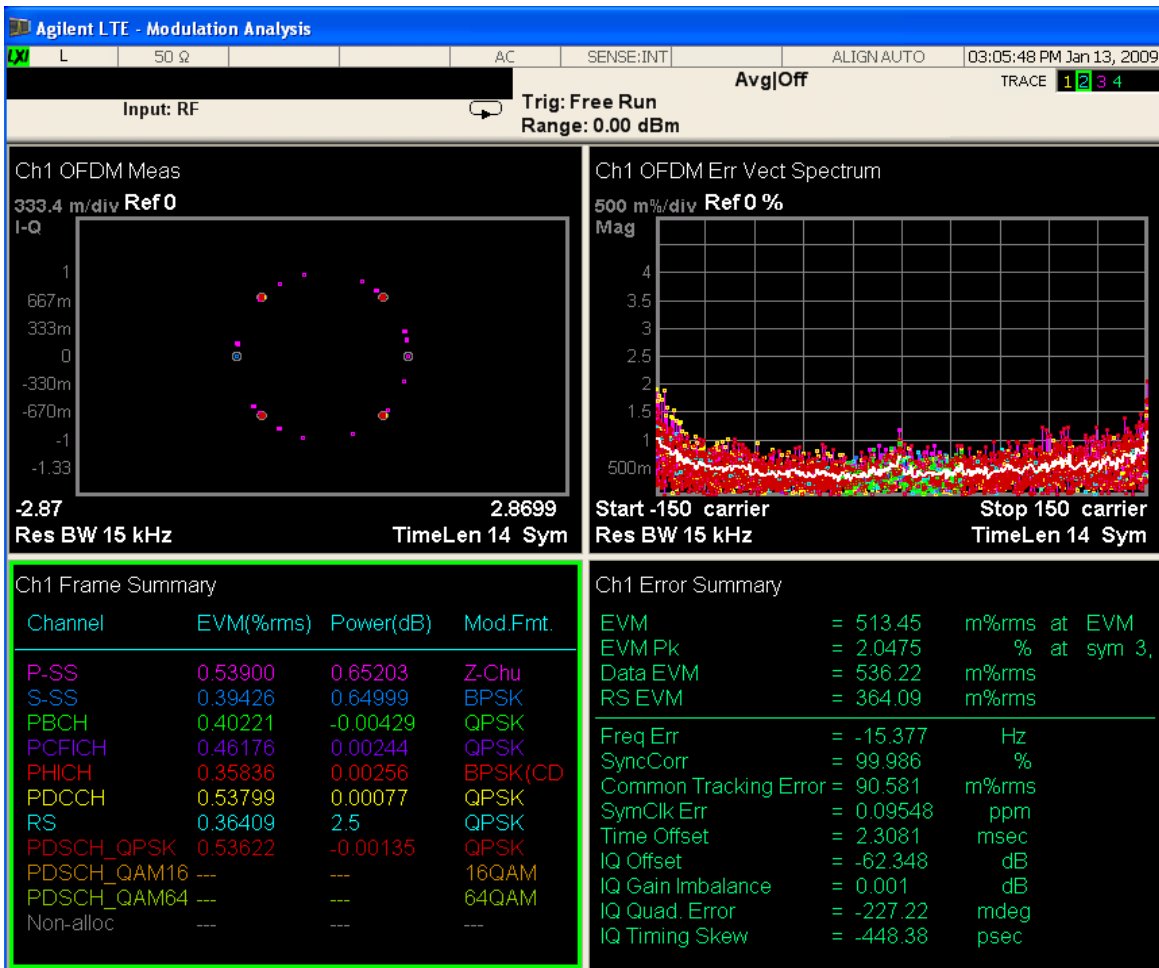 Agilent LTE - Modulation Analysis
LXI L 50 Ω AC SENSE:INT ALIGN AUTO 03:05:48 PM Jan 13, 2009
Avg|Off TRACE 1 2 3 4
Input: RF Trig: Free Run
Range: 0.00 dBm
Ch1 OFDM Meas
333.4 m/div Ref 0
I-Q
1
667m
333m
0
-330m
-670m
-1
-1.33
-2.87 2.8699
Res BW 15 kHz TimeLen 14 Sym
Ch1 OFDM Err Vect Spectrum
500 m%/div Ref 0 %
Mag
4
3.5
3
2.5
2
1.5
1
500m
Start -150 carrier Stop 150 carrier
Res BW 15 kHz TimeLen 14 Sym
Ch1 Frame Summary
Channel EVM(%rms) Power(dB) Mod.Fmt.
P-SS 0.53900 0.65203 Z-Chu
S-SS 0.39426 0.64999 BPSK
PBCH 0.40221 -0.00429 QPSK
PCFICH 0.46176 0.00244 QPSK
PHICH 0.35836 0.00256 BPSK(CD
PDCCH 0.53799 0.00077 QPSK
RS 0.36409 2.5 QPSK
PDSCH_QPSK 0.53622 -0.00135 QPSK
PDSCH_QAM16 --- --- 16QAM
PDSCH_QAM64 --- --- 64QAM
Non-alloc --- --- ---
Ch1 Error Summary
EVM = 513.45 m%rms at EVM
EVM Pk = 2.0475 % at sym 3,
Data EVM = 536.22 m%rms
RS EVM = 364.09 m%rms
Freq Err = -15.377 Hz
SyncCorr = 99.986 %
Common Tracking Error = 90.581 m%rms
SymClk Err = 0.09548 ppm
Time Offset = 2.3081 msec
IQ Offset = -62.348 dB
IQ Gain Imbalance = 0.001 dB
IQ Quad. Error = -227.22 mdeg
IQ Timing Skew = -448.38 psec